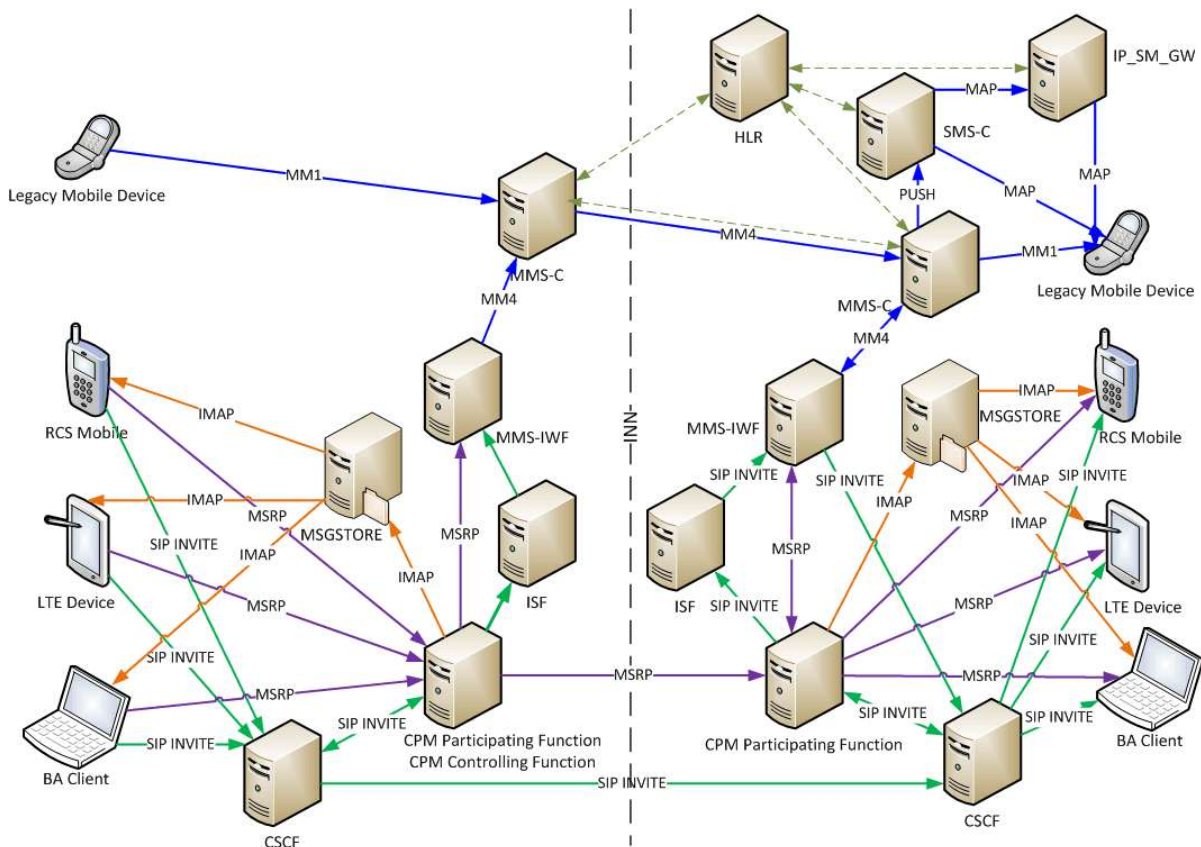 HLR
IP_SM_GW
MAP
SMS-C
Legacy Mobile Device
MM1
PUSH
MAP
MAP
MMS-C
MM4
MM1
Legacy Mobile Device
MM4
MMS-C
MM4
RCS Mobile
IMAP
MMS-IWF
INN
MMS-IWF
MSGSTORE
IMAP
RCS Mobile
MSRP
IMAP
MSGSTORE
SIP INVITE
SIP INVITE
IMAP
IMAP
SIP INVITE
LTE Device
SIP INVITE
IMAP
IMAP
MSRP
ISF
MSRP
ISF
SIP INVITE
MSRP
MSRP
LTE Device
MSRP
SIP INVITE
MSRP
SIP INVITE
MSRP
MSRP
BA Client
SIP INVITE
SIP INVITE
CPM Participating Function
CPM Controlling Function
CPM Participating Function
SIP INVITE
SIP INVITE
BA Client
SIP INVITE
CSCF
CSCF